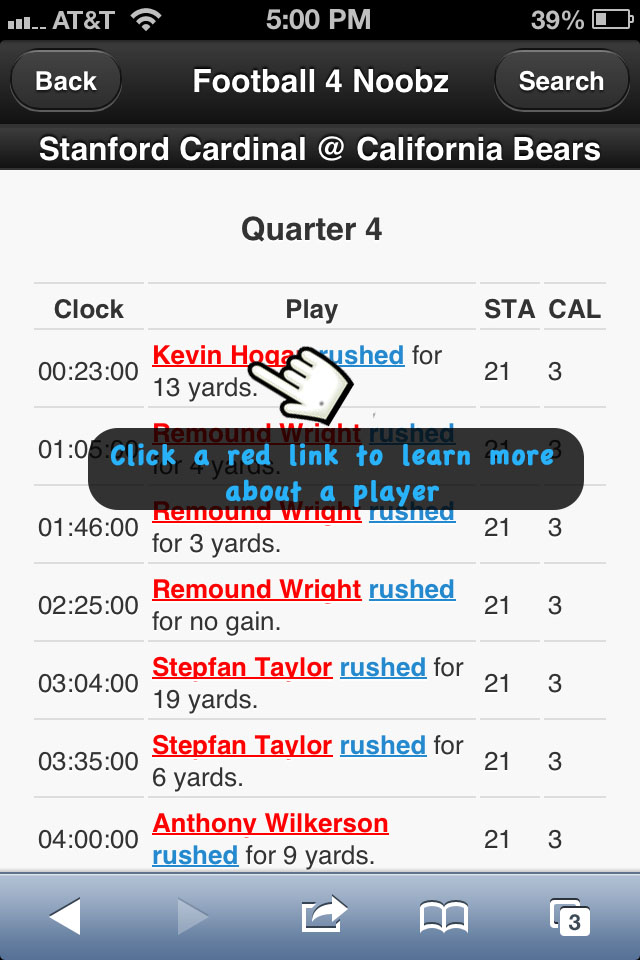 AT&T 5:00 PM 39%
Back Football 4 Noobz Search
Stanford Cardinal @ California Bears
Quarter 4
Clock Play STA CAL
00:23:00 Kevin Hogan rushed for 21 3
13 yards.
01:05:00 Remound Wright rushed 21 3
for 4 yards.
Click a red link to learn more
about a player
01:46:00 Remound Wright rushed 21 3
for 3 yards.
02:25:00 Remound Wright rushed 21 3
for no gain.
03:04:00 Stepfan Taylor rushed for 21 3
19 yards.
03:35:00 Stepfan Taylor rushed for 21 3
6 yards.
04:00:00 Anthony Wilkerson 21 3
rushed for 9 yards.
3